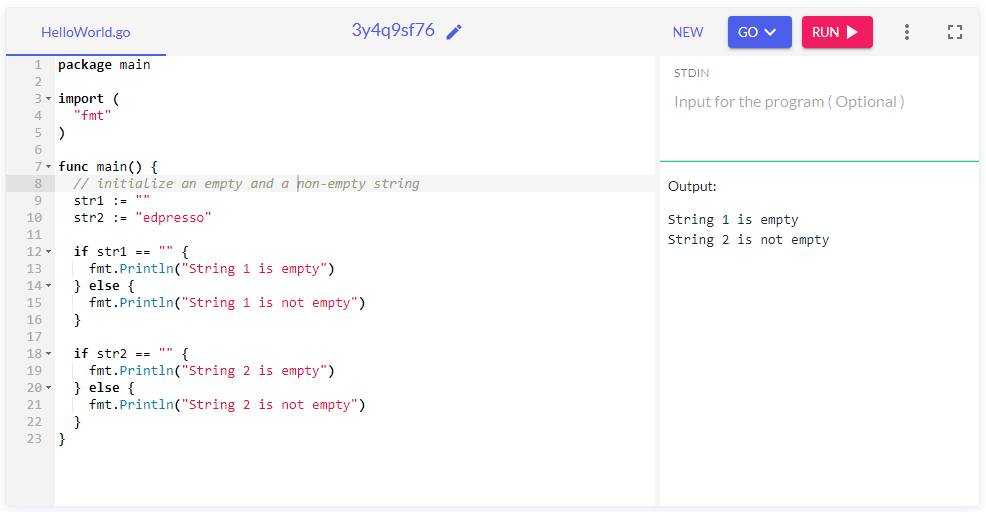 HelloWorld.go 3y4q9sf76 NEW GO RUN
1 package main
2
3 import (
4   "fmt"
5 )
6
7 func main() {
8   // initialize an empty and a non-empty string
9   str1 := ""
10   str2 := "edpresso"
11
12   if str1 == "" {
13     fmt.Println("String 1 is empty")
14   } else {
15     fmt.Println("String 1 is not empty")
16   }
17
18   if str2 == "" {
19     fmt.Println("String 2 is empty")
20   } else {
21     fmt.Println("String 2 is not empty")
22   }
23 }
STDIN
Input for the program ( Optional )
Output:
String 1 is empty
String 2 is not empty